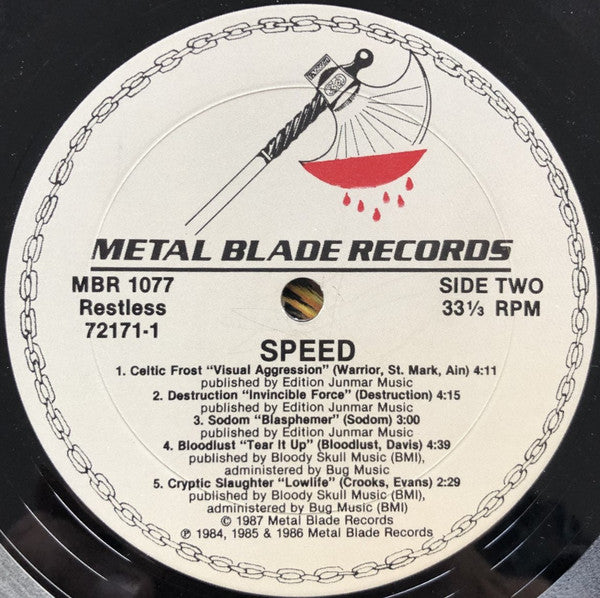 METAL BLADE RECORDS
MBR 1077
Restless
72171-1
SIDE TWO
33⅓ RPM
SPEED
1. Celtic Frost “Visual Aggression” (Warrior, St. Mark, Ain) 4:11
published by Edition Junmar Music
2. Destruction “Invincible Force” (Destruction) 4:15
published by Edition Junmar Music
3. Sodom “Blasphemer” (Sodom) 3:00
published by Edition Junmar Music
4. Bloodlust “Tear It Up” (Bloodlust, Davis) 4:39
published by Bloody Skull Music (BMI),
administered by Bug Music
5. Cryptic Slaughter “Lowlife” (Crooks, Evans) 2:29
published by Bloody Skull Music (BMI),
administered by Bug Music (BMI)
© 1987 Metal Blade Records
℗ 1984, 1985 & 1986 Metal Blade Records